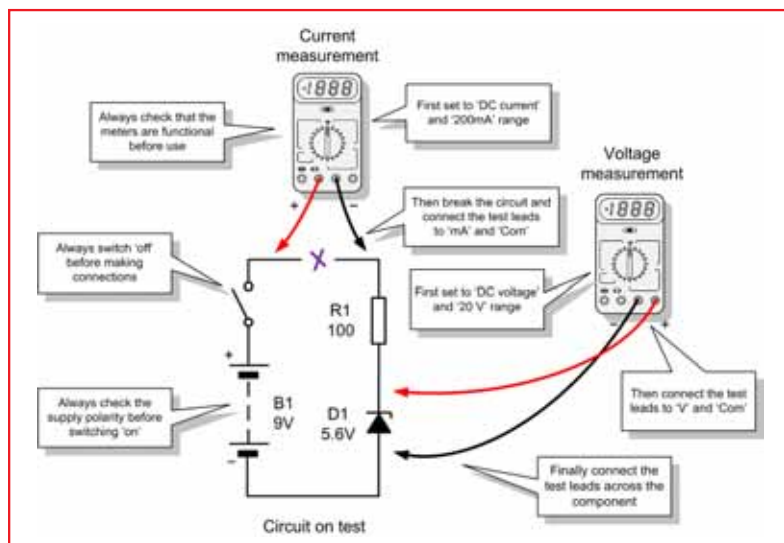 Current
measurement
-1888
Always check that the
meters are functional
before use
First set to 'DC current'
and '200mA' range
Voltage
measurement
-1888
+
–
Then break the circuit and
connect the test leads
to 'mA' and 'Com'
Always switch 'off'
before making
connections
X
First set to 'DC voltage'
and '20 V' range
R1
100
–
+
+
Always check the
supply polarity before
switching 'on'
B1
9V
D1
5.6V
Then connect the test
leads to 'V' and 'Com'
–
Finally connect the
test leads across the
component
Circuit on test